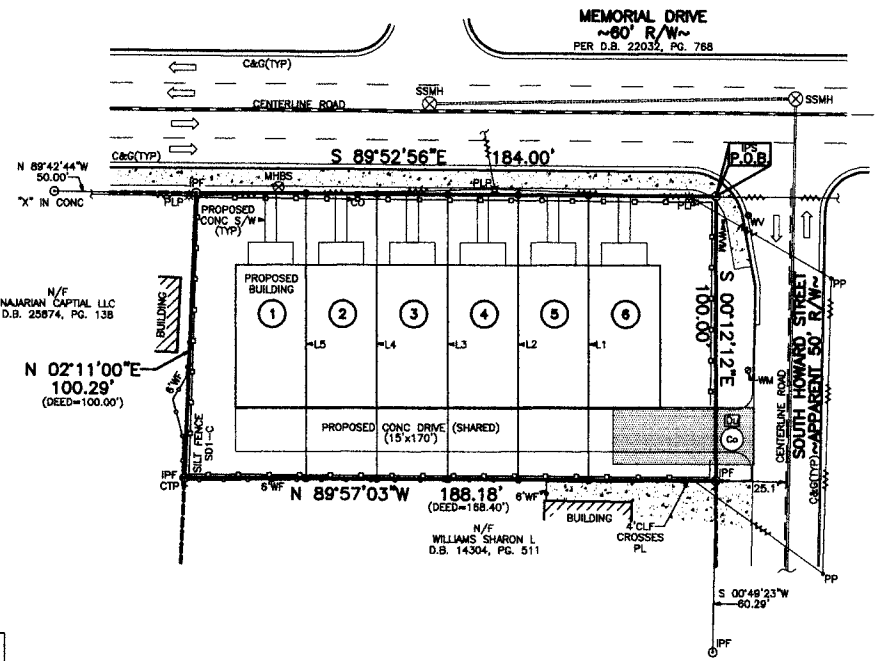 MEMORIAL DRIVE
~60' R/W~
PER D.B. 22032, PG. 768
C&G(TYP)
SSMH
SSMH
CENTERLINE ROAD
C&G(TYP)
S 89°52'56"E 184.00'
IPS
P.O.B.
N 89°42'44"W
50.00'
"X" IN CONC
IPF
MHBS
PLP
PLP
CO
PLP
WV
WM
PROPOSED
CONC S/W
(TYP)
PP
N/F
NAJARIAN CAPTIAL LLC
D.B. 25874, PG. 138
BUILDING
PROPOSED
BUILDING
1
2
3
4
5
6
L5
L4
L3
L2
L1
S 00°12'12"E
100.00'
SOUTH HOWARD STREET
~APPARENT 50' R/W~
CENTERLINE ROAD
C&G(TYP)
N 02°11'00"E
100.29'
(DEED=100.00')
6'WF
WM
SILT FENCE
SD1-C
PROPOSED CONC DRIVE (SHARED)
(15'x170')
Co
IPF
CTP
6'WF
N 89°57'03"W 188.18'
(DEED=188.40')
6'WF
IPF
25.1'
BUILDING
4'CLF
CROSSES
PL
N/F
WILLIAMS SHARON L
D.B. 14304, PG. 511
PP
S 00°49'23"W
60.29'
IPF